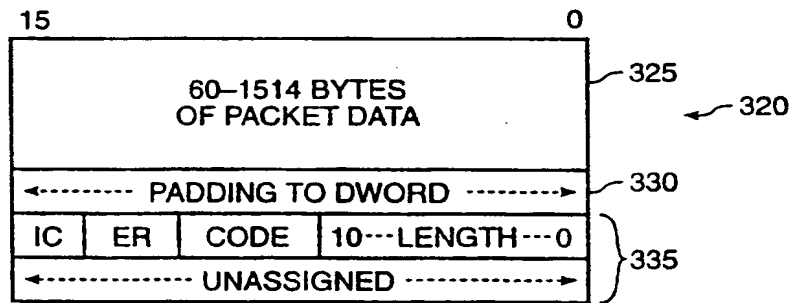 15 0
60–1514 BYTES
OF PACKET DATA
325
320
PADDING TO DWORD
330
IC ER CODE 10---LENGTH---0
335
UNASSIGNED